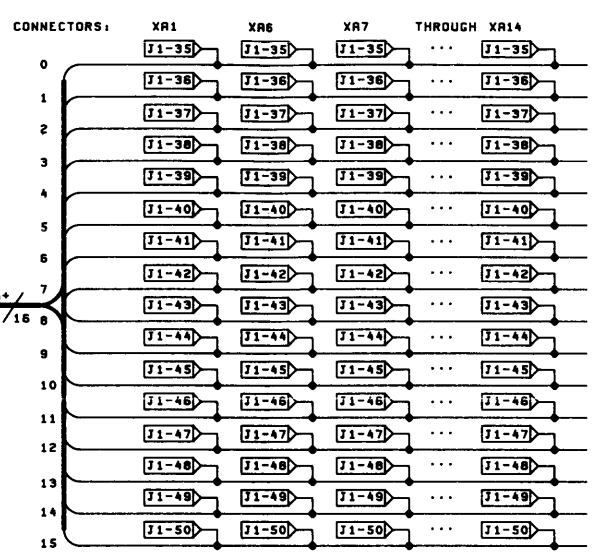 CONNECTORS: XA1 XA6 XA7 THROUGH XA14
J1-35 J1-35 J1-35 ... J1-35
0
J1-36 J1-36 J1-36 ... J1-36
1
J1-37 J1-37 J1-37 ... J1-37
2
J1-38 J1-38 J1-38 ... J1-38
3
J1-39 J1-39 J1-39 ... J1-39
4
J1-40 J1-40 J1-40 ... J1-40
5
J1-41 J1-41 J1-41 ... J1-41
6
J1-42 J1-42 J1-42 ... J1-42
7
J1-43 J1-43 J1-43 ... J1-43
16 8
J1-44 J1-44 J1-44 ... J1-44
9
J1-45 J1-45 J1-45 ... J1-45
10
J1-46 J1-46 J1-46 ... J1-46
11
J1-47 J1-47 J1-47 ... J1-47
12
J1-48 J1-48 J1-48 ... J1-48
13
J1-49 J1-49 J1-49 ... J1-49
14
J1-50 J1-50 J1-50 ... J1-50
15